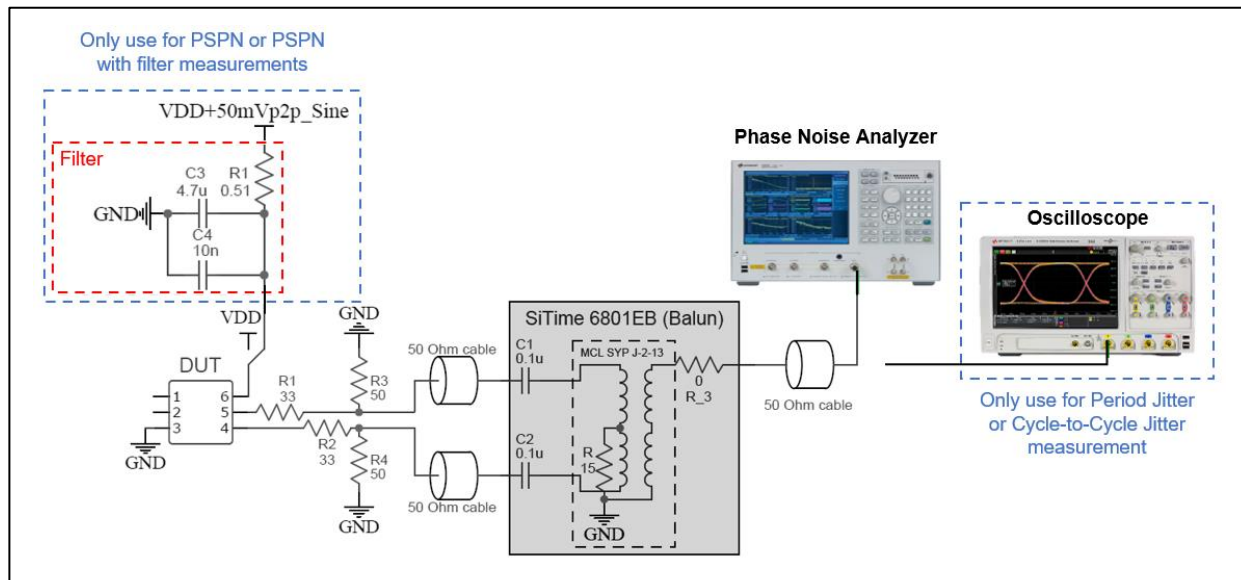 Only use for PSPN or PSPN
with filter measurements
VDD+50mVp2p_Sine
Filter
C3
4.7u
R1
0.51
GND
C4
10n
VDD
GND
DUT
1
2
3
6
5
4
R1
33
R3
50
R2
33
R4
50
GND
GND
50 Ohm cable
50 Ohm cable
SiTime 6801EB (Balun)
C1
0.1u
MCL SYP J-2-13
C2
0.1u
R
15
0
R_3
GND
50 Ohm cable
Phase Noise Analyzer
Oscilloscope
Only use for Period Jitter
or Cycle-to-Cycle Jitter
measurement